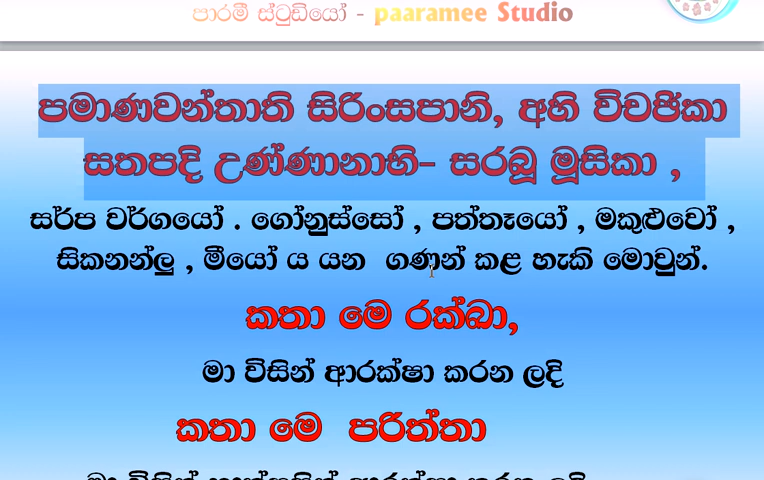 පාරමී ස්ටුඩියෝ - paaramee Studio
පමාණවන්තාති සිරිංසපානි, අහි විචඡිකා
සතපදි උණ්ණානාභි- සරබූ මූසිකා ,
සර්ප වර්ගයෝ . ගෝනුස්සෝ , පත්තෑයෝ , මකුළුවෝ ,
සිකනන්ලු , මීයෝ ය යන ගණන් කළ හැකි මොවුන්.
කතා මෙ රක්ඛා,
මා විසින් ආරක්ෂා කරන ලදි
කතා මෙ පරිත්තා